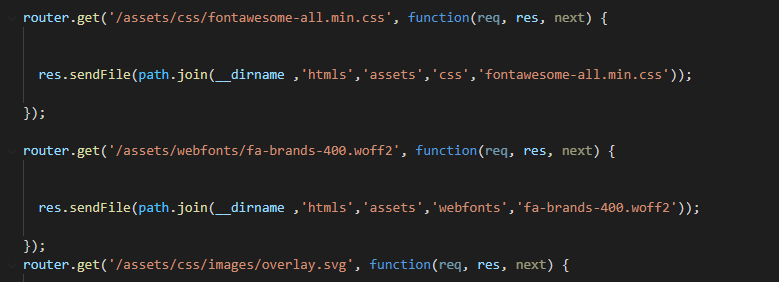 router.get('/assets/css/fontawesome-all.min.css', function(req, res, next) {
res.sendFile(path.join(__dirname ,'htmls','assets','css','fontawesome-all.min.css'));
});
router.get('/assets/webfonts/fa-brands-400.woff2', function(req, res, next) {
res.sendFile(path.join(__dirname ,'htmls','assets','webfonts','fa-brands-400.woff2'));
});
router.get('/assets/css/images/overlay.svg', function(req, res, next) {